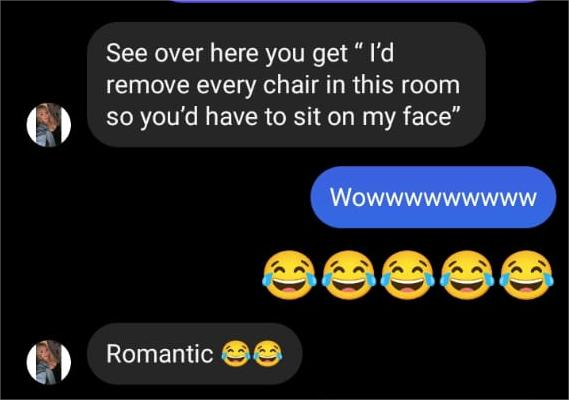 See over here you get “ I’d
remove every chair in this room
so you’d have to sit on my face”
Wowwwwwwwwww
😂😂😂😂😂
Romantic 😂😂